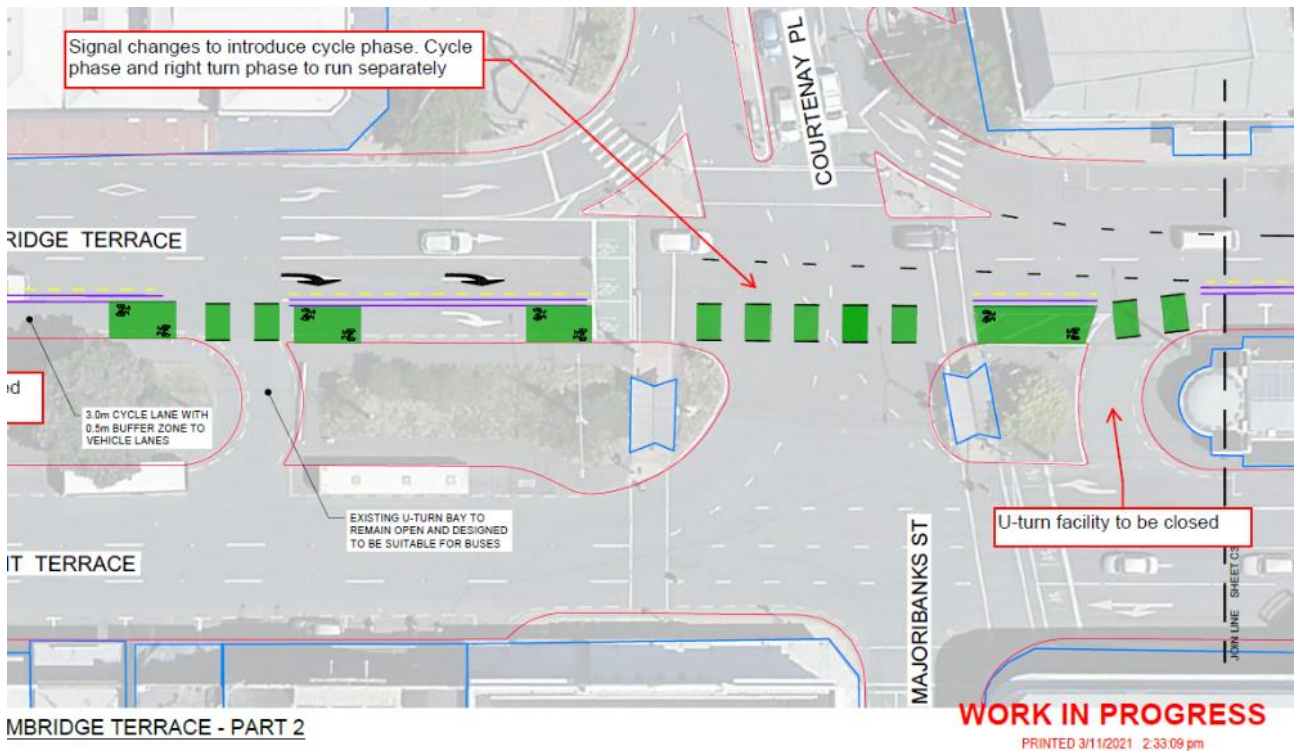 Signal changes to introduce cycle phase. Cycle
phase and right turn phase to run separately
COURTENAY PL
RIDGE TERRACE
ed
3.0m CYCLE LANE WITH
0.5m BUFFER ZONE TO
VEHICLE LANES
EXISTING U-TURN BAY TO
REMAIN OPEN AND DESIGNED
TO BE SUITABLE FOR BUSES
U-turn facility to be closed
IT TERRACE
MAJORIBANKS ST
JOIN LINE SHEET C3
MBRIDGE TERRACE - PART 2
WORK IN PROGRESS
PRINTED 3/11/2021 2:33:09 pm